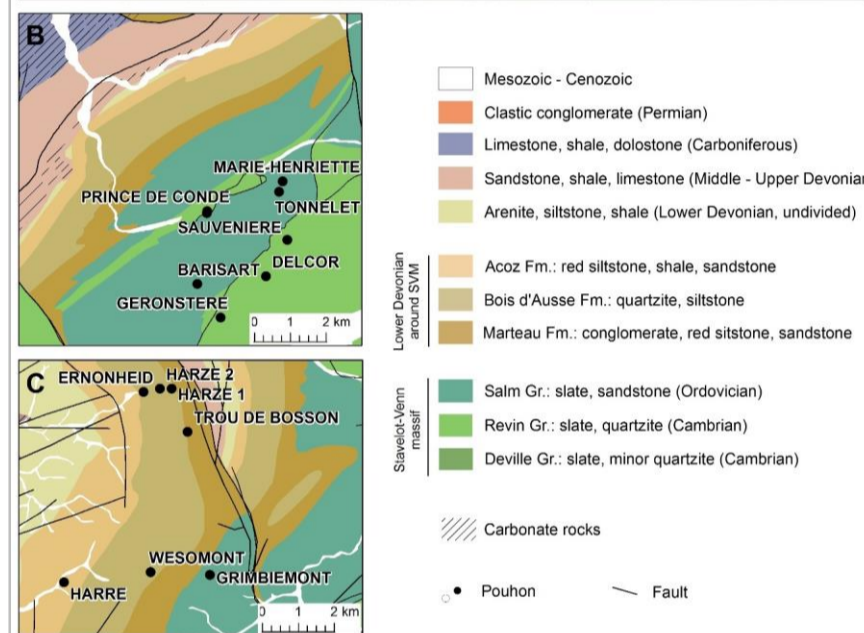 B
MARIE-HENRIETTE
PRINCE DE CONDE
TONNELET
SAUVENIERE
BARISART
DELCOR
GERONSTERE
0 1 2 km
C
ERNONHEID
HARZE 2
HARZE 1
TROU DE BOSSON
WESOMONT
GRIMBIEMONT
HARRE
0 1 2 km
Mesozoic - Cenozoic
Clastic conglomerate (Permian)
Limestone, shale, dolostone (Carboniferous)
Sandstone, shale, limestone (Middle - Upper Devonian
Arenite, siltstone, shale (Lower Devonian, undivided)
Lower Devonian
around SVM
Acoz Fm.: red siltstone, shale, sandstone
Bois d'Ausse Fm.: quartzite, siltstone
Marteau Fm.: conglomerate, red sitstone, sandstone
Stavelot-Venn
massif
Salm Gr.: slate, sandstone (Ordovician)
Revin Gr.: slate, quartzite (Cambrian)
Deville Gr.: slate, minor quartzite (Cambrian)
Carbonate rocks
Pouhon
Fault